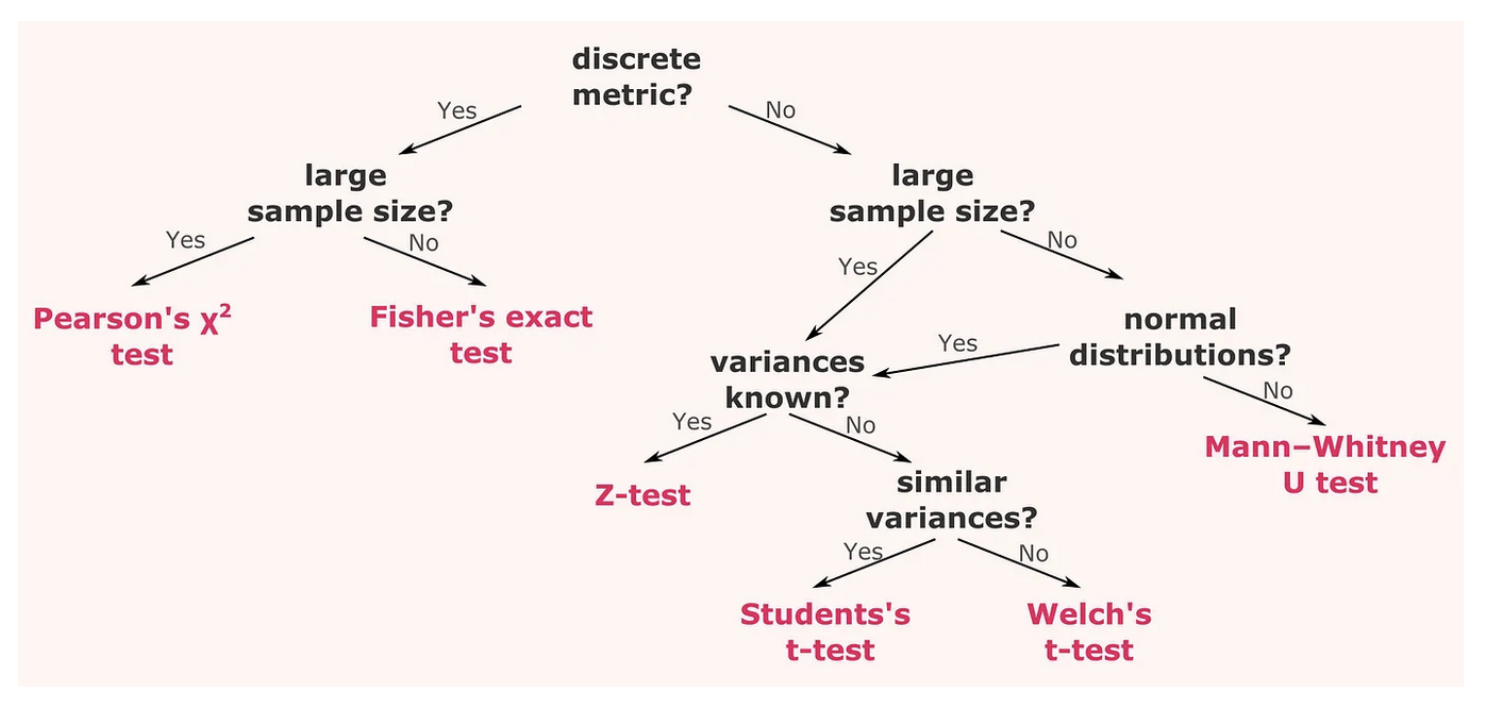 discrete
metric?
Yes
No
large
sample size?
large
sample size?
Yes
No
Yes
No
Pearson's χ²
test
Fisher's exact
test
normal
distributions?
Yes
variances
known?
No
Yes
No
Mann–Whitney
U test
Z-test
similar
variances?
Yes
No
Students's
t-test
Welch's
t-test